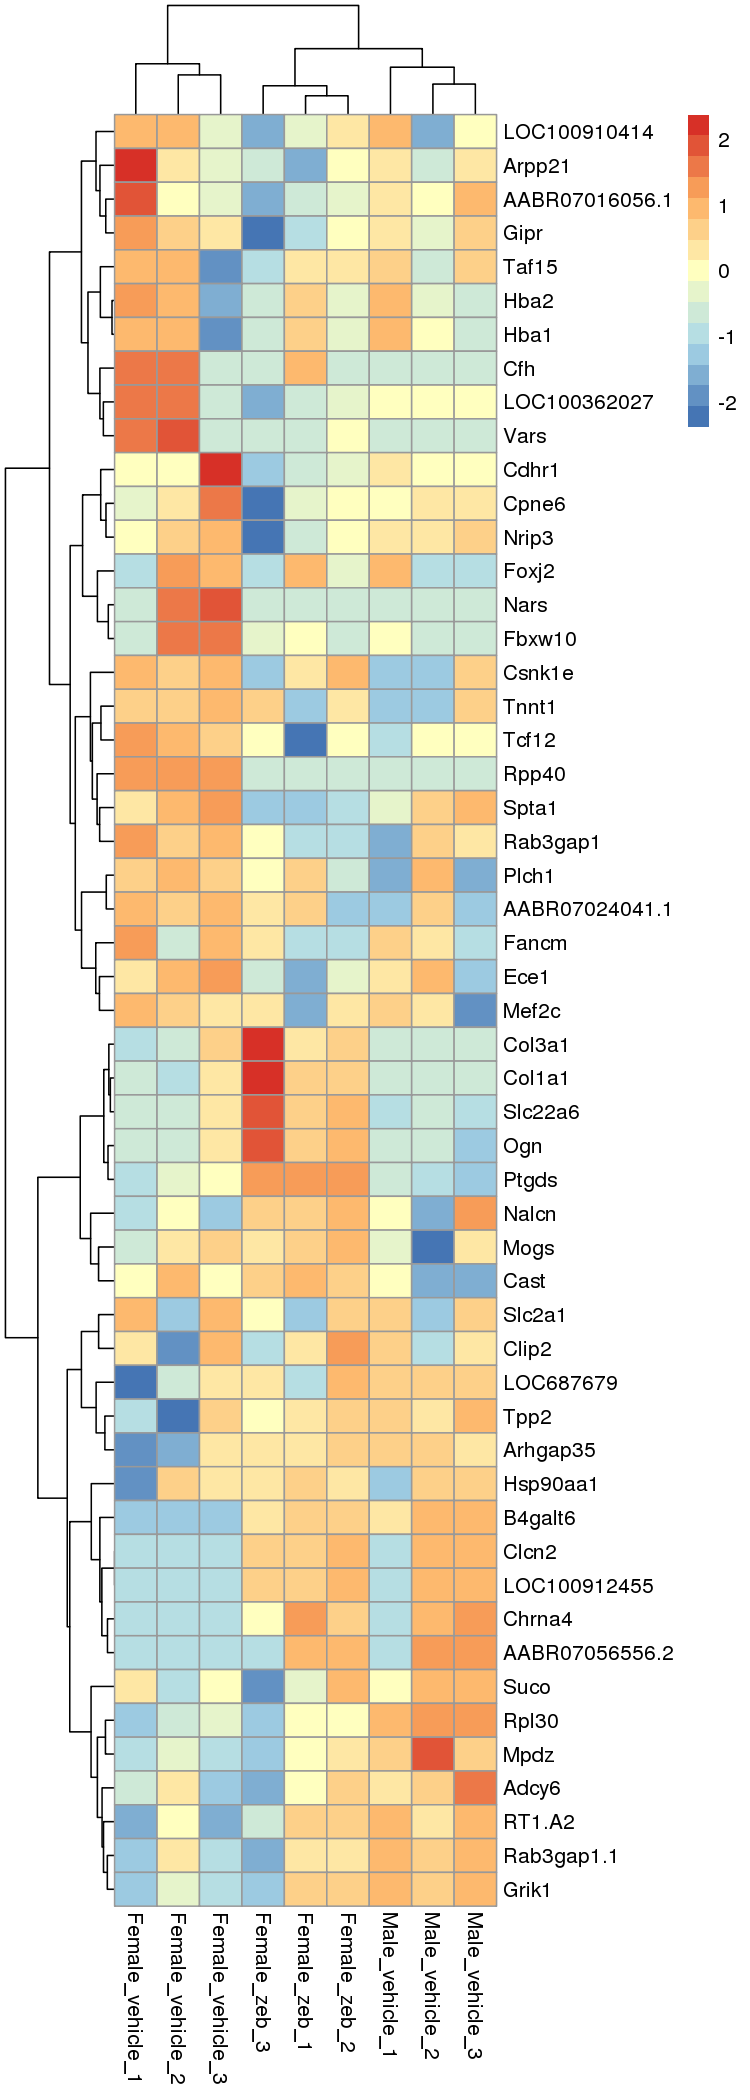 LOC100910414
Arpp21
AABR07016056.1
Gipr
Taf15
Hba2
Hba1
Cfh
LOC100362027
Vars
Cdhr1
Cpne6
Nrip3
Foxj2
Nars
Fbxw10
Csnk1e
Tnnt1
Tcf12
Rpp40
Spta1
Rab3gap1
Plch1
AABR07024041.1
Fancm
Ece1
Mef2c
Col3a1
Col1a1
Slc22a6
Ogn
Ptgds
Nalcn
Mogs
Cast
Slc2a1
Clip2
LOC687679
Tpp2
Arhgap35
Hsp90aa1
B4galt6
Clcn2
LOC100912455
Chrna4
AABR07056556.2
Suco
Rpl30
Mpdz
Adcy6
RT1.A2
Rab3gap1.1
Grik1
2
1
0
-1
-2
Female_vehicle_1
Female_vehicle_2
Female_vehicle_3
Female_zeb_3
Female_zeb_1
Female_zeb_2
Male_vehicle_1
Male_vehicle_2
Male_vehicle_3